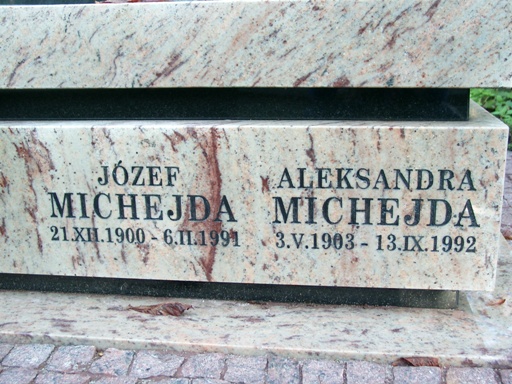 JÓZEF
MICHEJDA
21.XII.1900 - 6.II.1991
ALEKSANDRA
MICHEJDA
3.V.1903 - 13.IX.1992